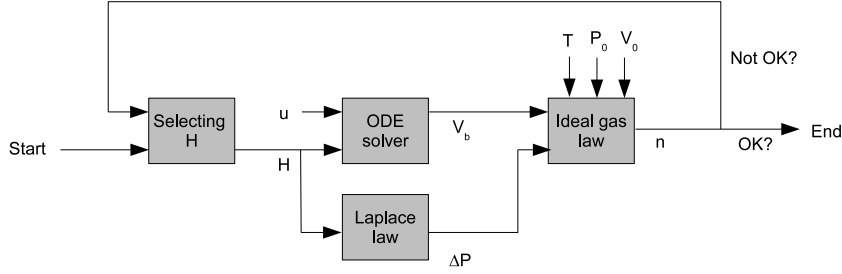 T
P0
V0
Not OK?
Selecting
H
u
ODE
solver
Vb
Ideal gas
law
Start
H
n
OK?
End
Laplace
law
ΔP